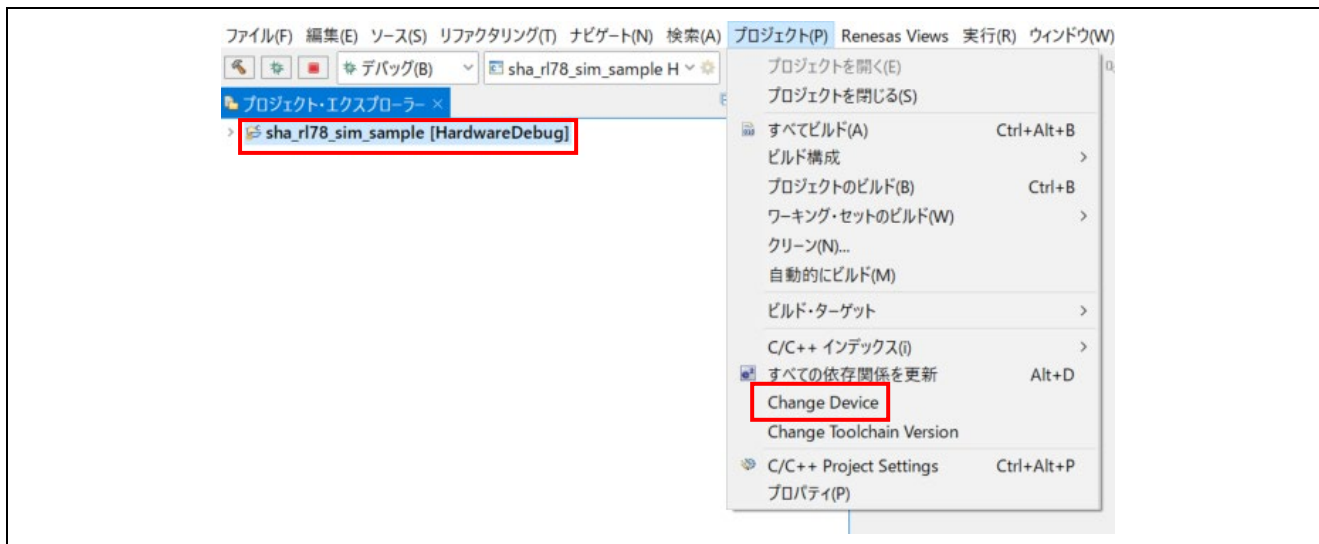 ファイル(F) 編集(E) ソース(S) リファクタリング(T) ナビゲート(N) 検索(A) プロジェクト(P) Renesas Views 実行(R) ウィンドウ(W)
デバッグ(B) sha_rl78_sim_sample H
プロジェクト・エクスプローラー
sha_rl78_sim_sample [HardwareDebug]
プロジェクトを開く(E)
プロジェクトを閉じる(S)
すべてビルド(A) Ctrl+Alt+B
ビルド構成
プロジェクトのビルド(B) Ctrl+B
ワーキング・セットのビルド(W)
クリーン(N)...
自動的にビルド(M)
ビルド・ターゲット
C/C++ インデックス(i)
すべての依存関係を更新 Alt+D
Change Device
Change Toolchain Version
C/C++ Project Settings Ctrl+Alt+P
プロパティ(P)